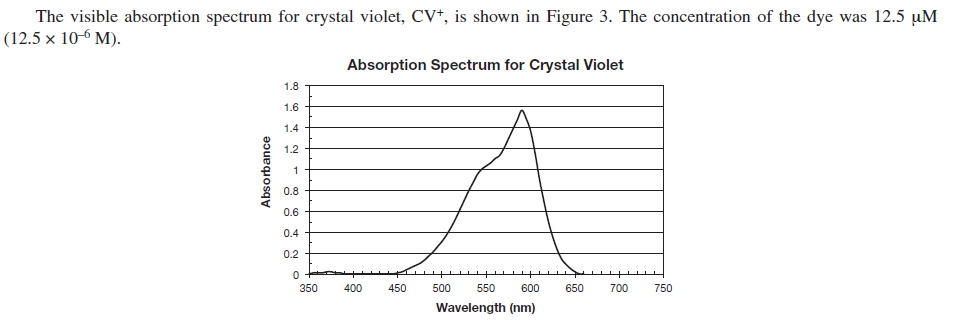 The visible absorption spectrum for crystal violet, CV⁺, is shown in Figure 3. The concentration of the dye was 12.5 μM
(12.5 × 10⁻⁶ M).
Absorption Spectrum for Crystal Violet
1.8
1.6
1.4
1.2
1
0.8
0.6
0.4
0.2
0
Absorbance
350 400 450 500 550 600 650 700 750
Wavelength (nm)